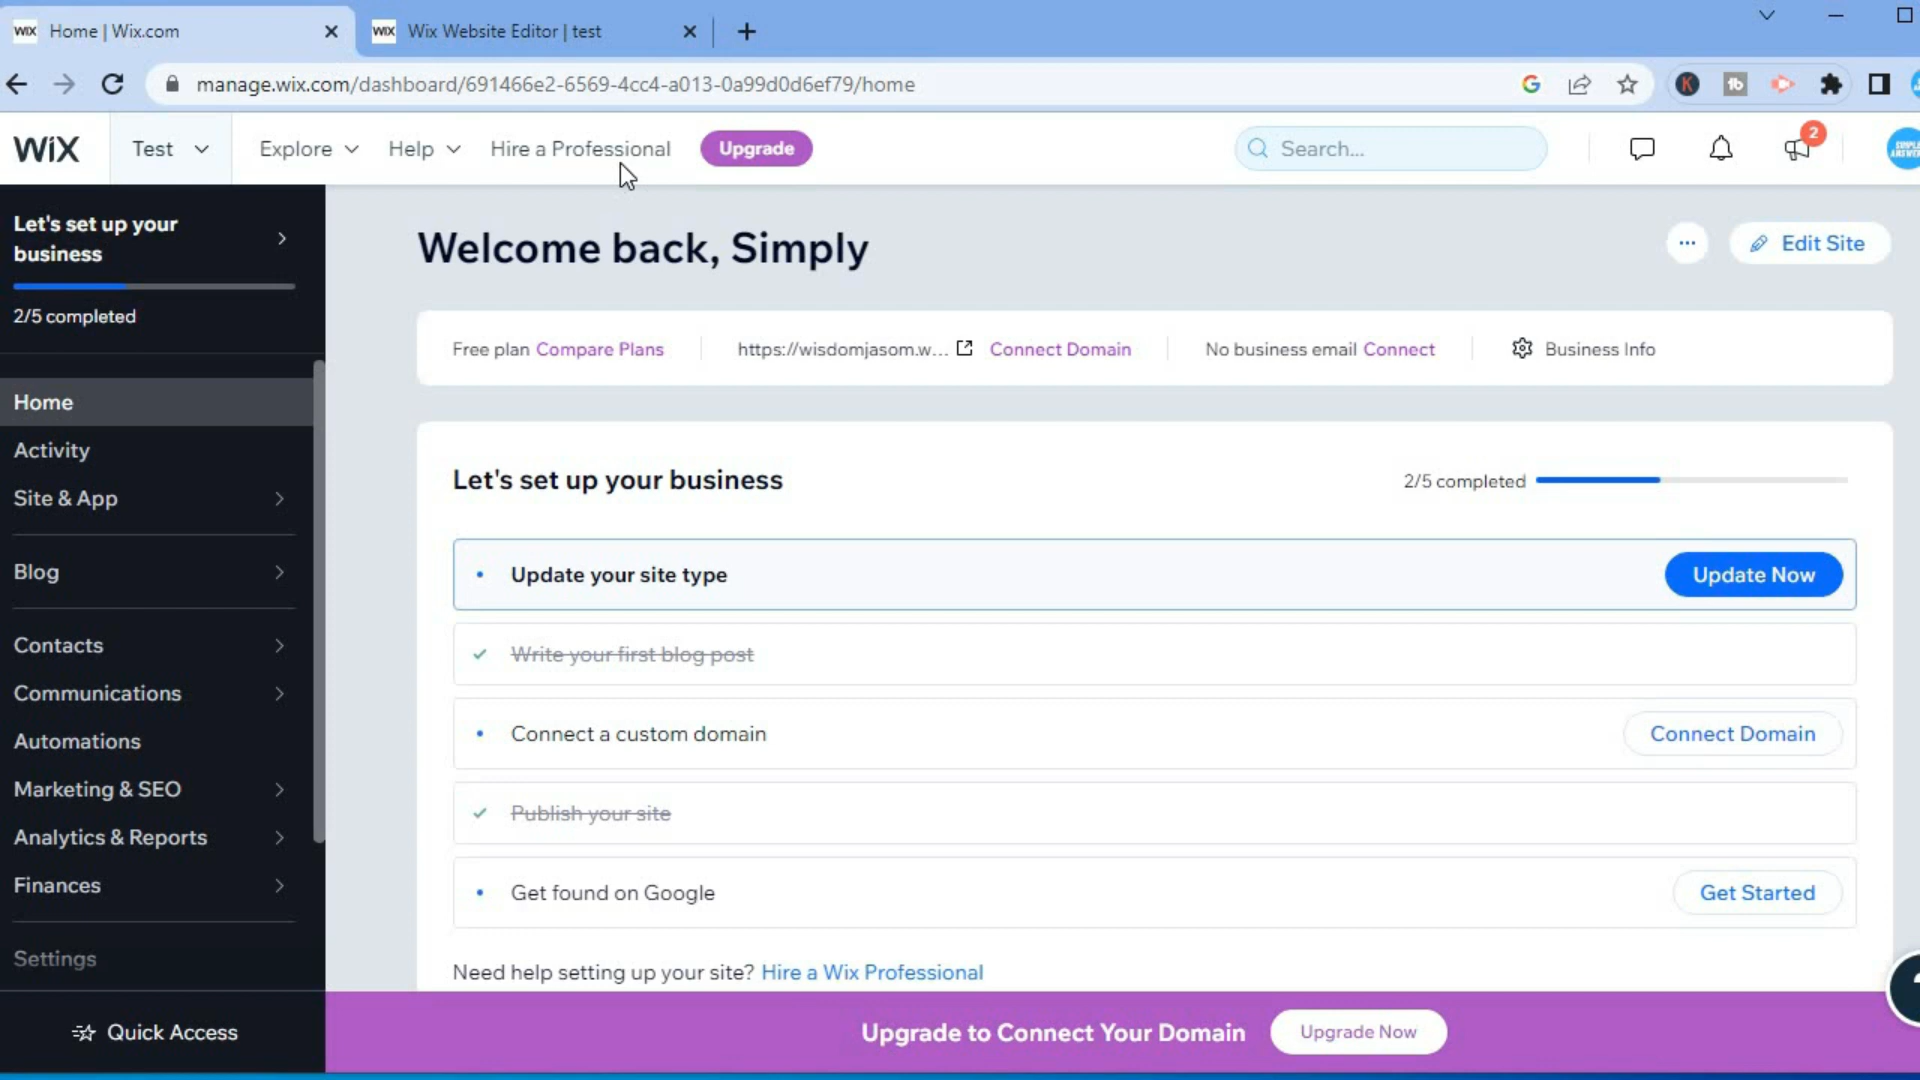 WIX Home | Wix.com
WIX Wix Website Editor | test
manage.wix.com/dashboard/691466e2-6569-4cc4-a013-0a99d0d6ef79/home
WiX
Test
Explore
Help
Hire a Professional
Upgrade
Search...
2
SIMPLY
ANSWERS
Let's set up your
business
2/5 completed
Home
Activity
Site & App
Blog
Contacts
Communications
Automations
Marketing & SEO
Analytics & Reports
Finances
Settings
Quick Access
Welcome back, Simply
Edit Site
Free plan Compare Plans
https://wisdomjasom.w... Connect Domain
No business email Connect
Business Info
Let's set up your business
2/5 completed
Update your site type
Update Now
Write your first blog post
Connect a custom domain
Connect Domain
Publish your site
Get found on Google
Get Started
Need help setting up your site? Hire a Wix Professional
Upgrade to Connect Your Domain
Upgrade Now